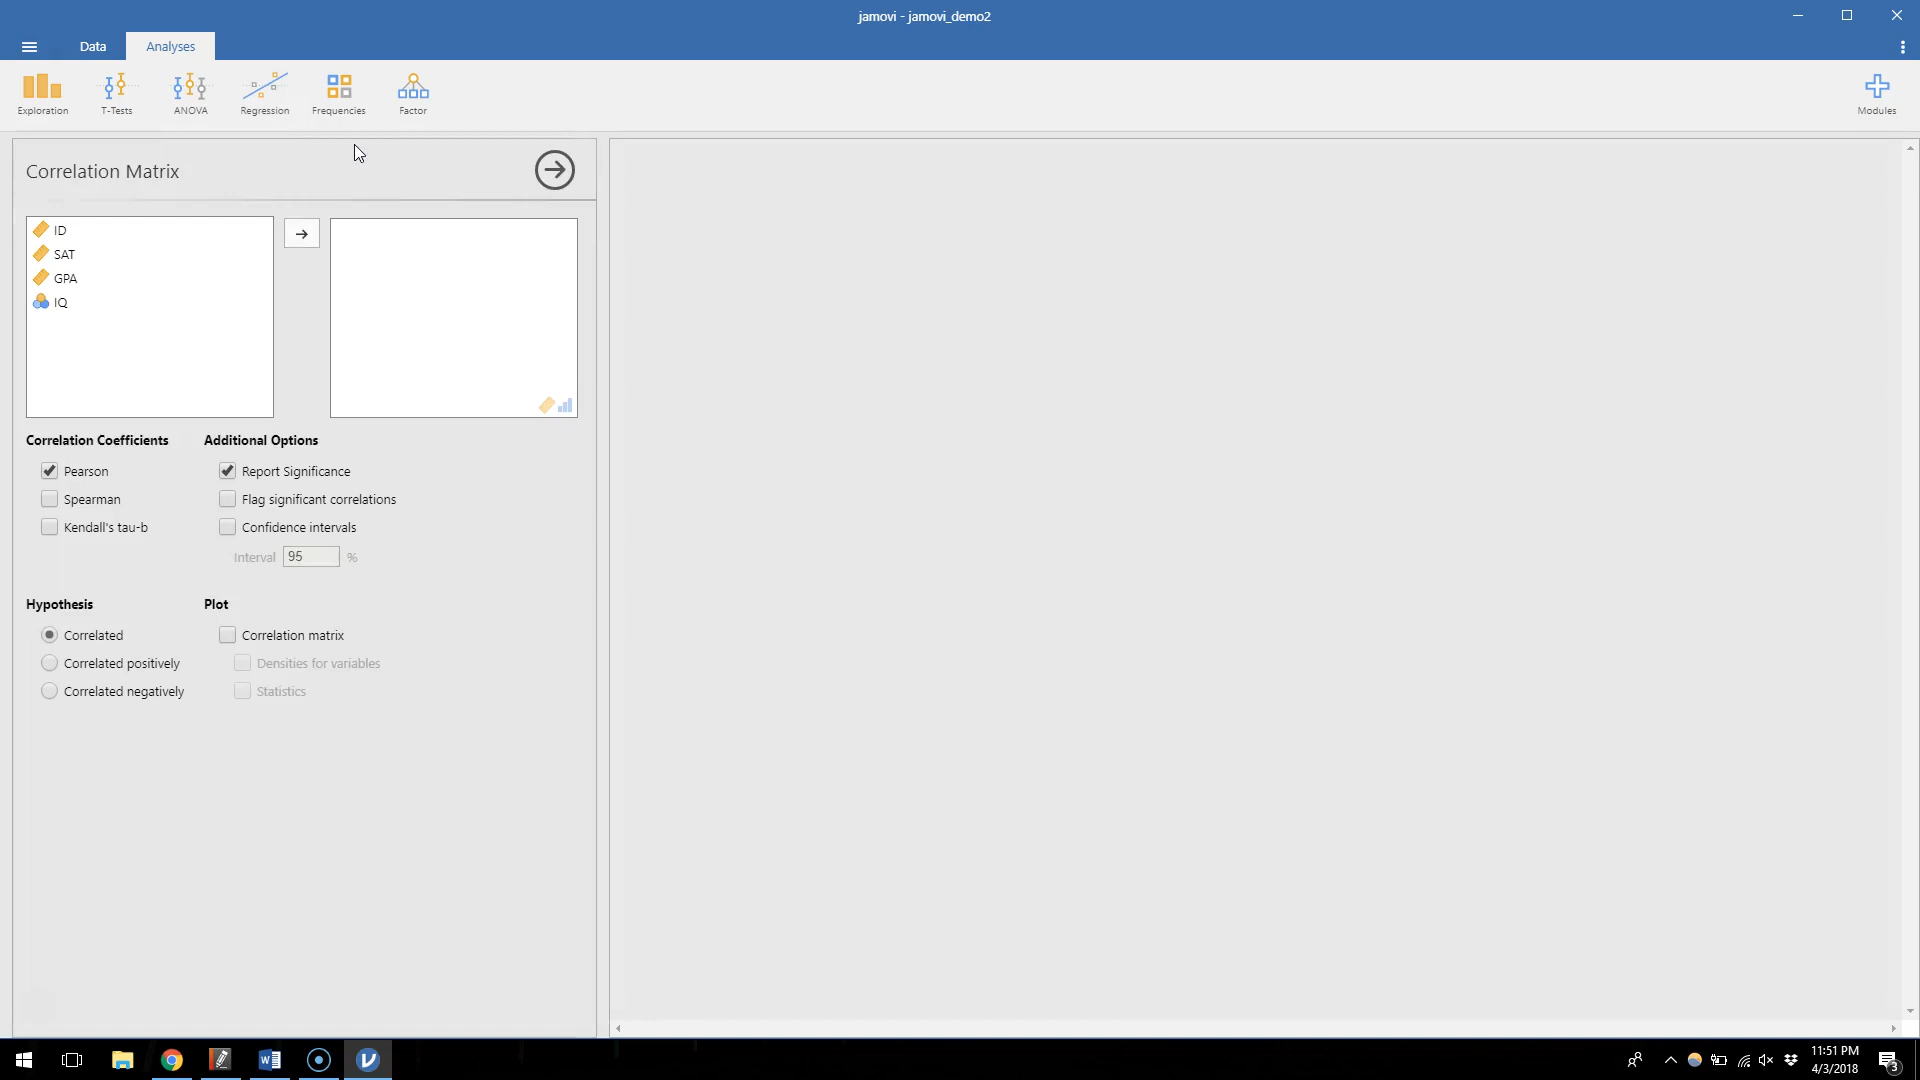 jamovi - jamovi_demo2
Data Analyses
Exploration T-Tests ANOVA Regression Frequencies Factor Modules
Correlation Matrix
ID
SAT
GPA
IQ
Correlation Coefficients Additional Options
Pearson Report Significance
Spearman Flag significant correlations
Kendall's tau-b Confidence intervals
Interval 95 %
Hypothesis Plot
Correlated Correlation matrix
Correlated positively Densities for variables
Correlated negatively Statistics
11:51 PM
4/3/2018
3